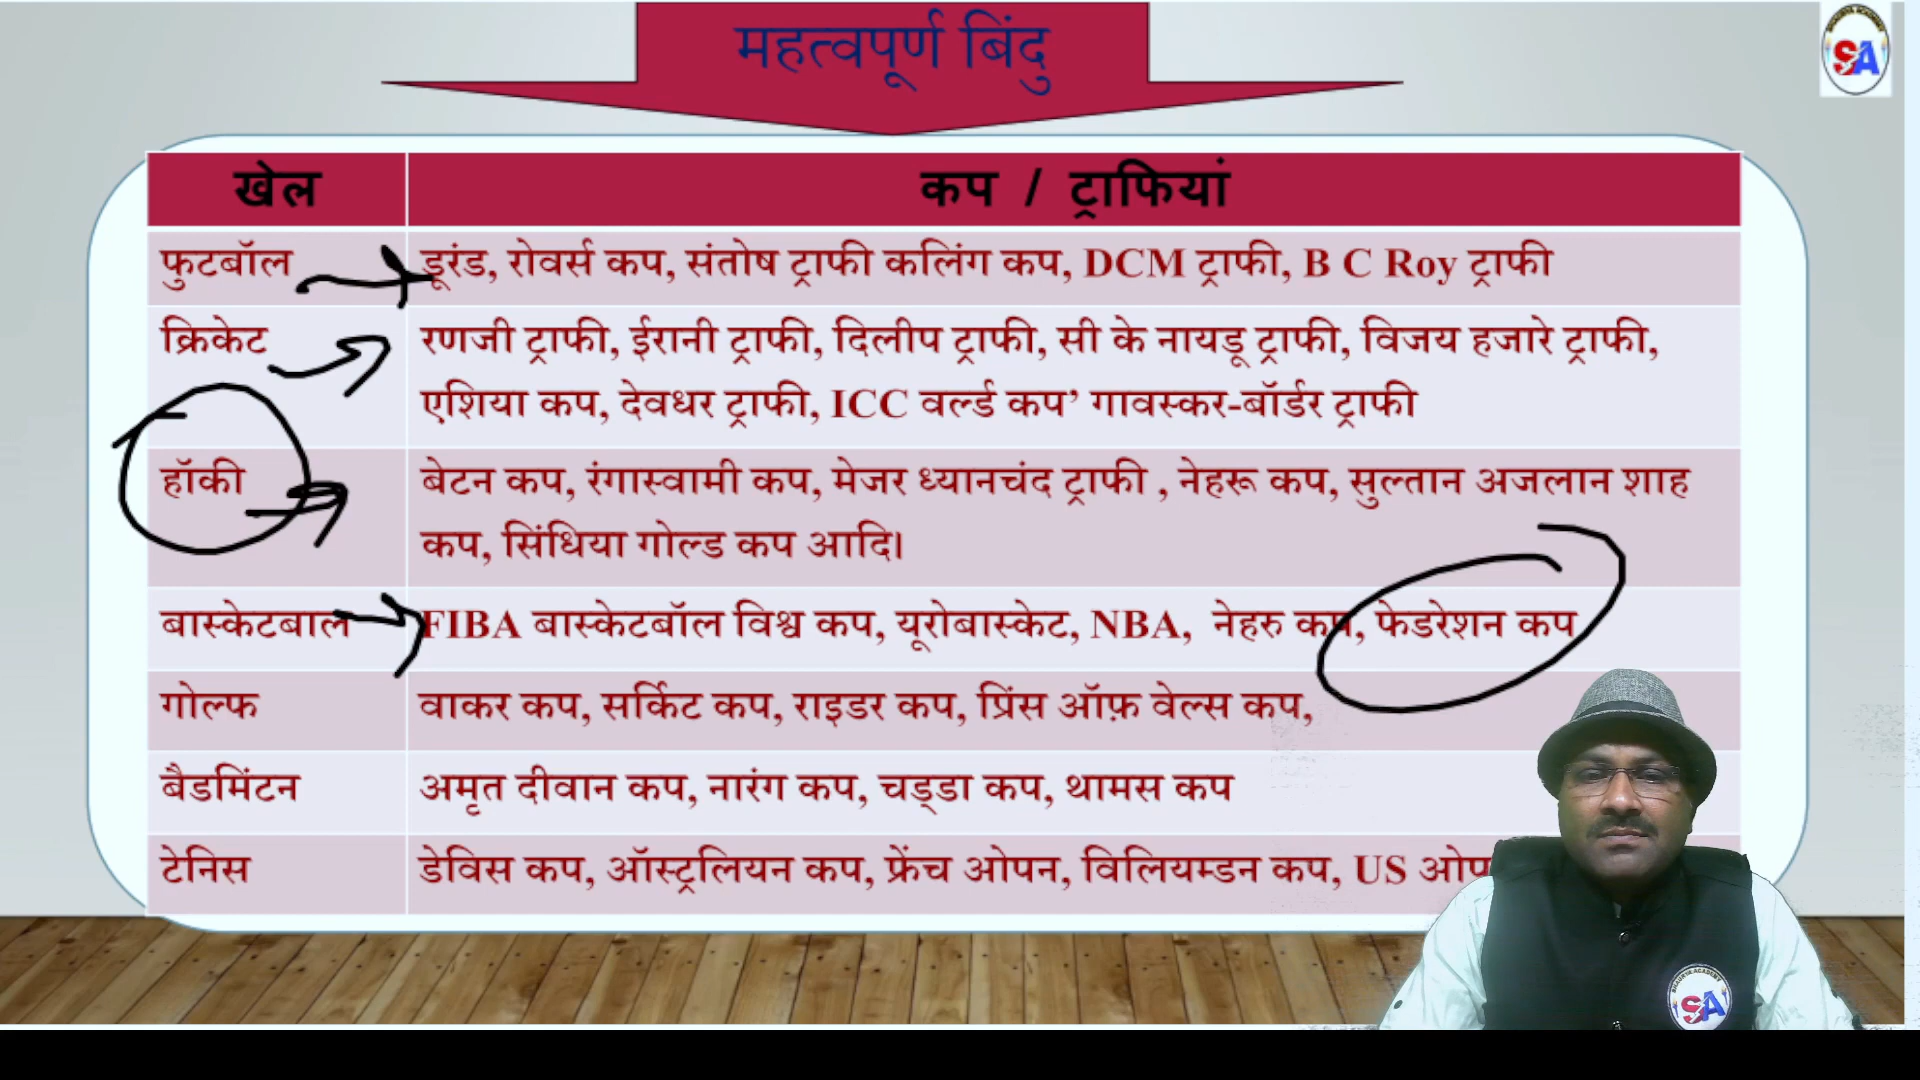 महत्वपूर्ण बिंदु
SA
खेल
कप / ट्राफियां
फुटबॉल
डूरंड, रोवर्स कप, संतोष ट्राफी कलिंग कप, DCM ट्राफी, B C Roy ट्राफी
क्रिकेट
रणजी ट्राफी, ईरानी ट्राफी, दिलीप ट्राफी, सी के नायडू ट्राफी, विजय हजारे ट्राफी,
एशिया कप, देवधर ट्राफी, ICC वर्ल्ड कप’ गावस्कर-बॉर्डर ट्राफी
हॉकी
बेटन कप, रंगास्वामी कप, मेजर ध्यानचंद ट्राफी , नेहरू कप, सुल्तान अजलान शाह
कप, सिंधिया गोल्ड कप आदि।
बास्केटबाल
FIBA बास्केटबॉल विश्व कप, यूरोबास्केट, NBA, नेहरु कप, फेडरेशन कप
गोल्फ
वाकर कप, सर्किट कप, राइडर कप, प्रिंस ऑफ़ वेल्स कप,
बैडमिंटन
अमृत दीवान कप, नारंग कप, चड्डा कप, थामस कप
टेनिस
डेविस कप, ऑस्ट्रलियन कप, फ्रेंच ओपन, विलियम्डन कप, US ओप
SA